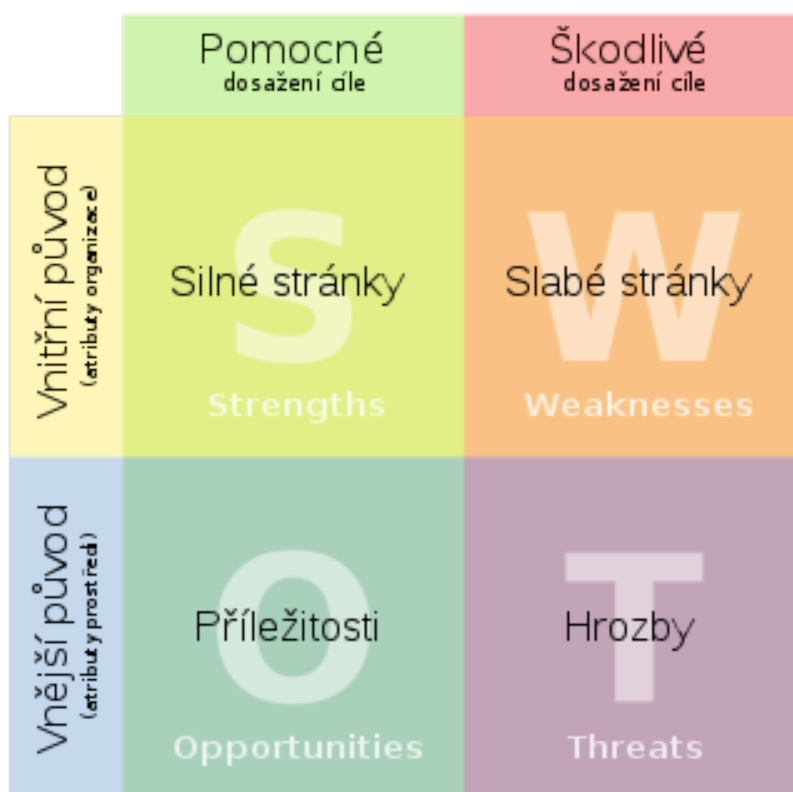 Pomocné
dosažení cíle
Škodlivé
dosažení cíle
Vnitřní původ
(atributy organizace)
S
Silné stránky
Strengths
W
Slabé stránky
Weaknesses
Vnější původ
(atributy prostředí)
O
Příležitosti
Opportunities
T
Hrozby
Threats